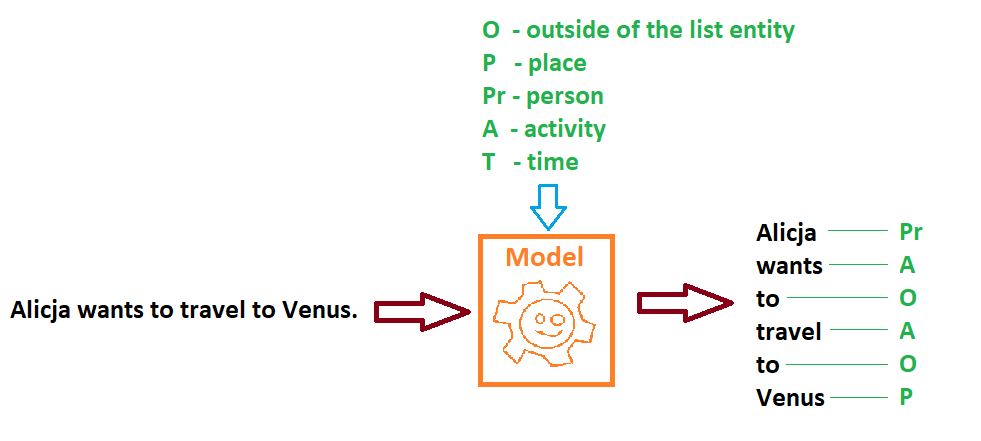 O - outside of the list entity
P - place
Pr - person
A - activity
T - time
Model
Alicja wants to travel to Venus.
Alicja Pr
wants A
to O
travel A
to O
Venus P